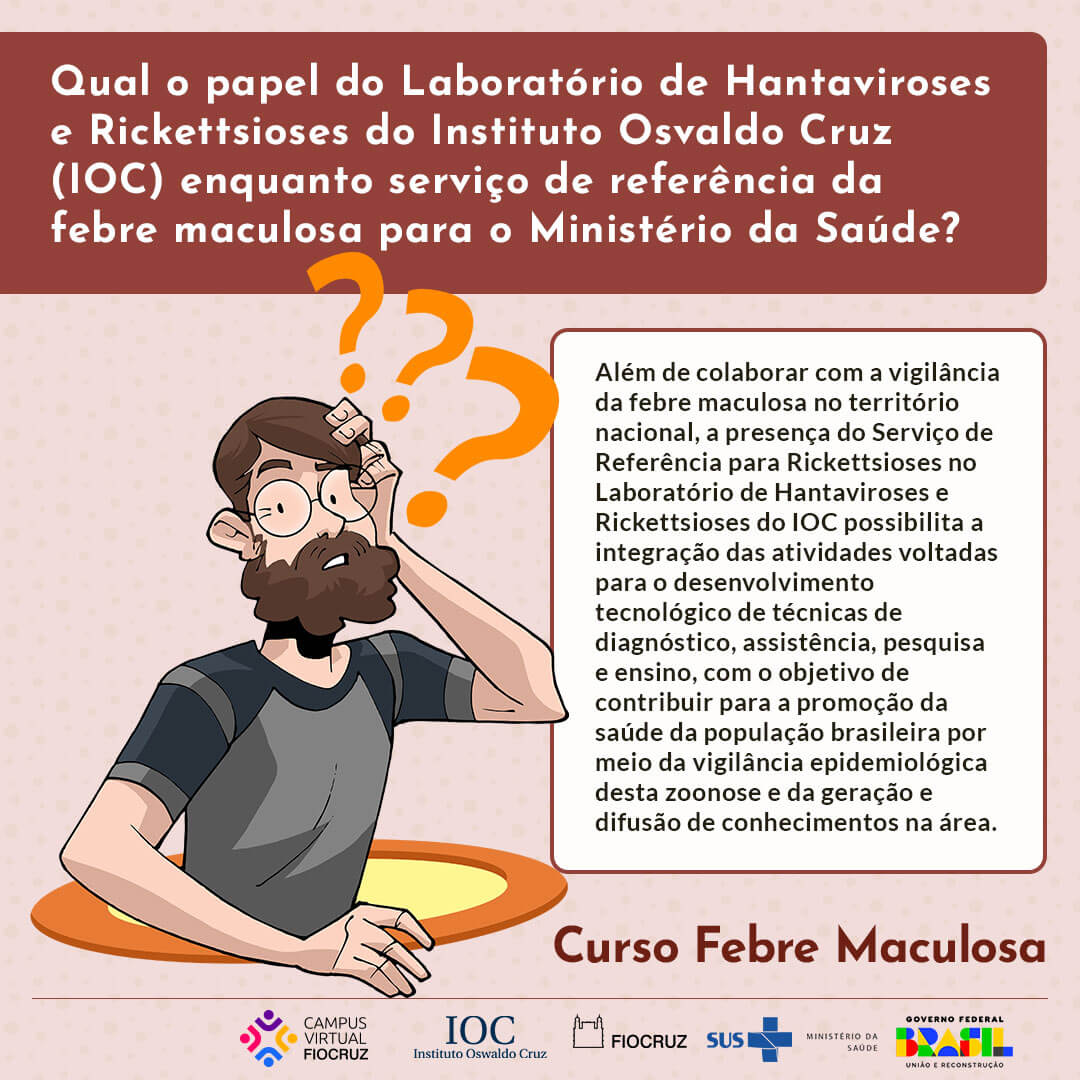 Qual o papel do Laboratório de Hantaviroses
e Rickettsioses do Instituto Osvaldo Cruz
(IOC) enquanto serviço de referência da
febre maculosa para o Ministério da Saúde?
???
Além de colaborar com a vigilância
da febre maculosa no território
nacional, a presença do Serviço de
Referência para Rickettsioses no
Laboratório de Hantaviroses e
Rickettsioses do IOC possibilita a
integração das atividades voltadas
para o desenvolvimento
tecnológico de técnicas de
diagnóstico, assistência, pesquisa
e ensino, com o objetivo de
contribuir para a promoção da
saúde da população brasileira por
meio da vigilância epidemiológica
desta zoonose e da geração e
difusão de conhecimentos na área.
Curso Febre Maculosa
CAMPUS
VIRTUAL
FIOCRUZ
IOC
Instituto Oswaldo Cruz
FIOCRUZ
SUS
MINISTÉRIO DA
SAÚDE
GOVERNO FEDERAL
BRASIL
UNIÃO E RECONSTRUÇÃO